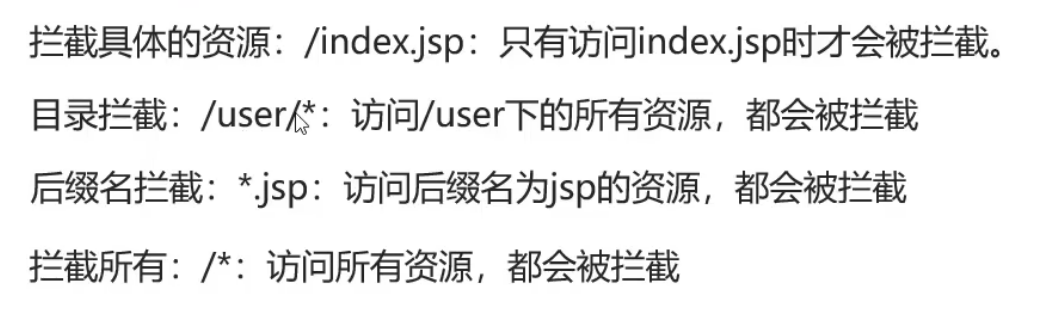 拦截具体的资源：/index.jsp：只有访问index.jsp时才会被拦截。
目录拦截：/user/*：访问/user下的所有资源，都会被拦截
后缀名拦截：*.jsp：访问后缀名为jsp的资源，都会被拦截
拦截所有：/*：访问所有资源，都会被拦截